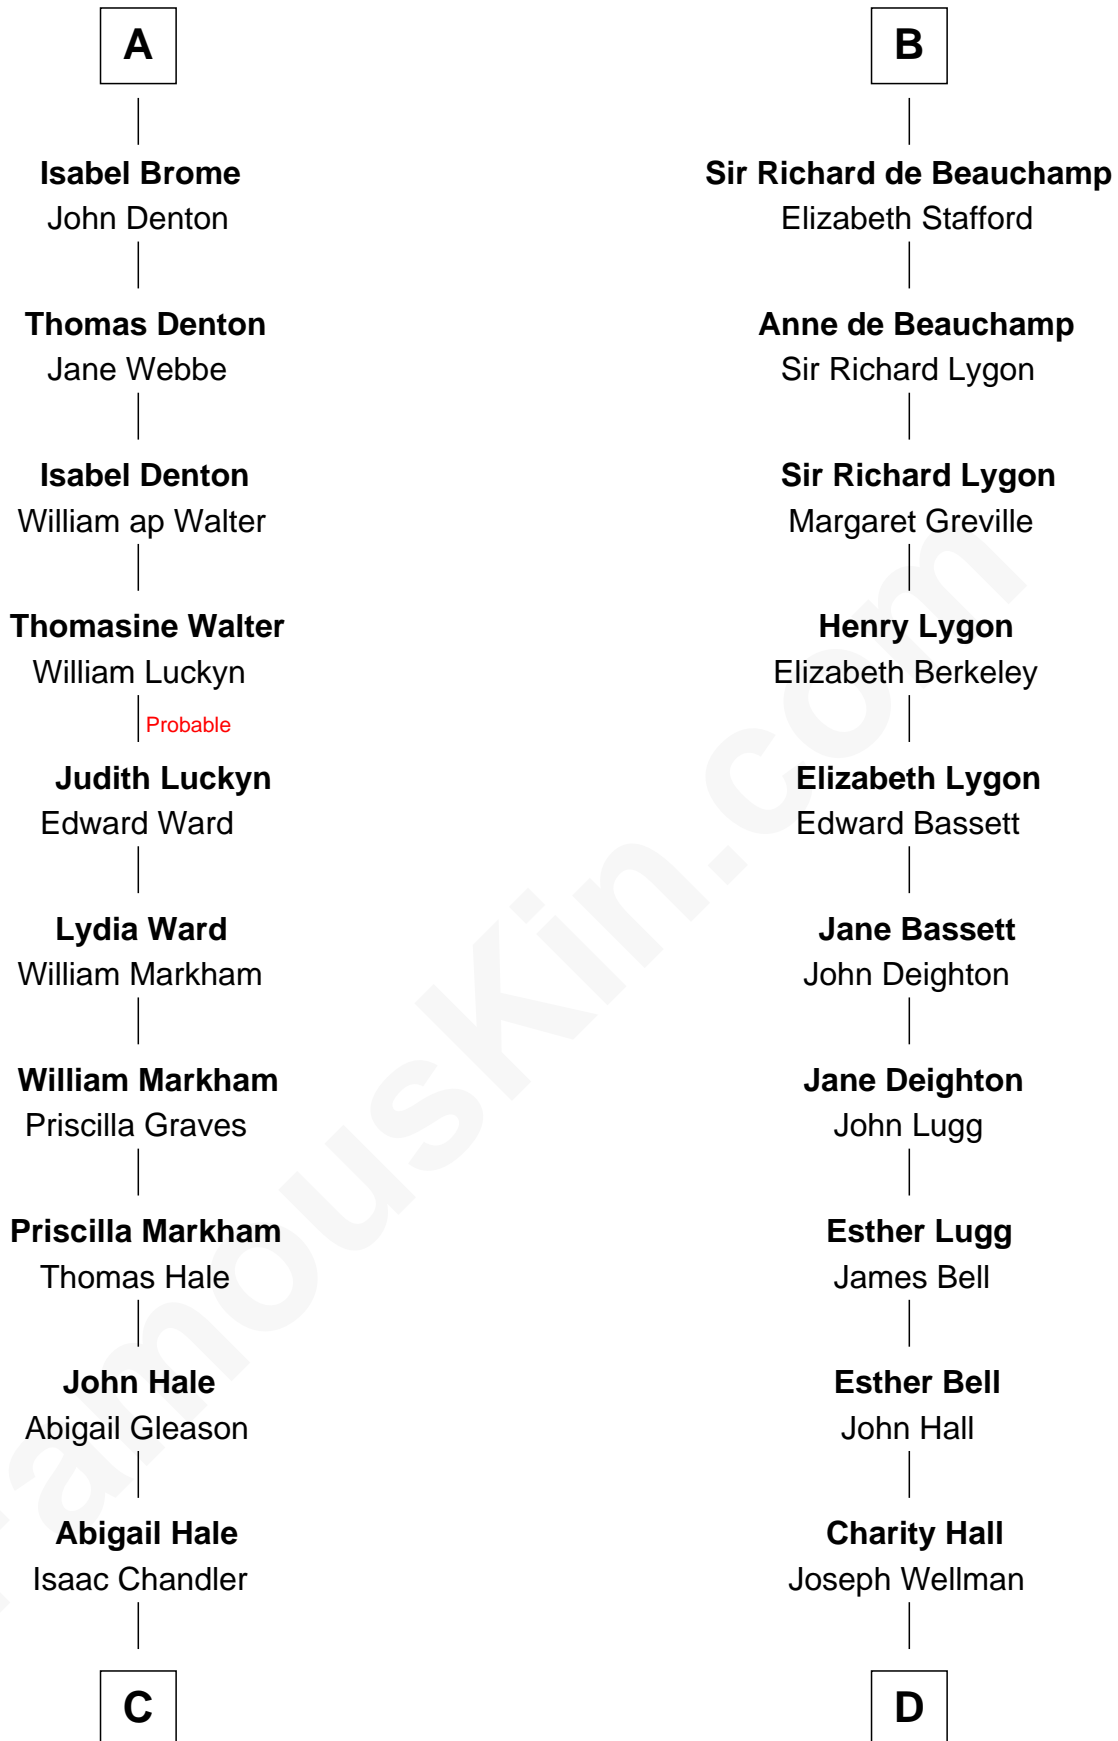 A
Isabel Brome
John Denton
Thomas Denton
Jane Webbe
Isabel Denton
William ap Walter
Thomasine Walter
William Luckyn
Probable
Judith Luckyn
Edward Ward
Lydia Ward
William Markham
William Markham
Priscilla Graves
Priscilla Markham
Thomas Hale
John Hale
Abigail Gleason
Abigail Hale
Isaac Chandler
C
B
Sir Richard de Beauchamp
Elizabeth Stafford
Anne de Beauchamp
Sir Richard Lygon
Sir Richard Lygon
Margaret Greville
Henry Lygon
Elizabeth Berkeley
Elizabeth Lygon
Edward Bassett
Jane Bassett
John Deighton
Jane Deighton
John Lugg
Esther Lugg
James Bell
Esther Bell
John Hall
Charity Hall
Joseph Wellman
D
FamousKin.com